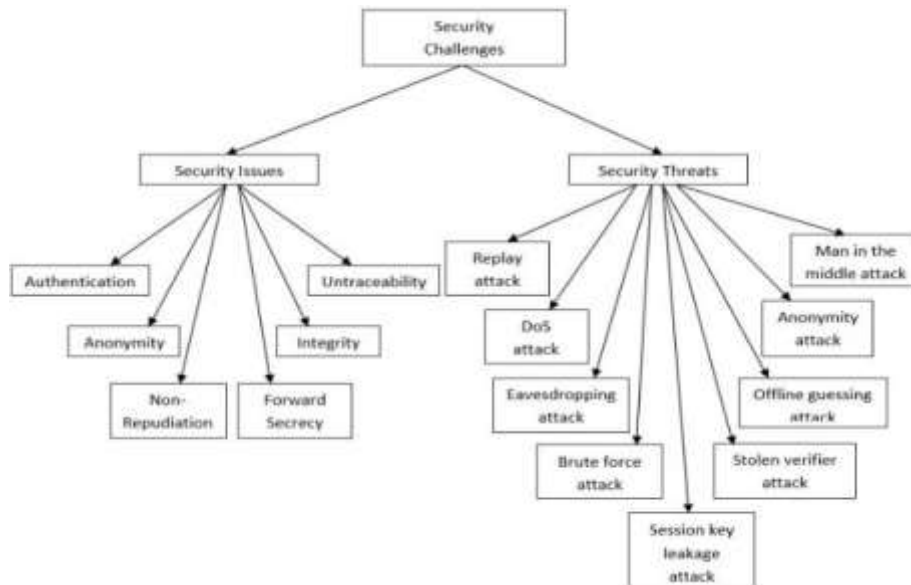 Security
Challenges
Security Issues
Security Threats
Authentication
Anonymity
Non-
Repudiation
Forward
Secrecy
Integrity
Untraceability
Replay
attack
DoS
attack
Eavesdropping
attack
Brute force
attack
Session key
leakage
attack
Stolen verifier
attack
Offline guessing
attack
Anonymity
attack
Man in the
middle attack